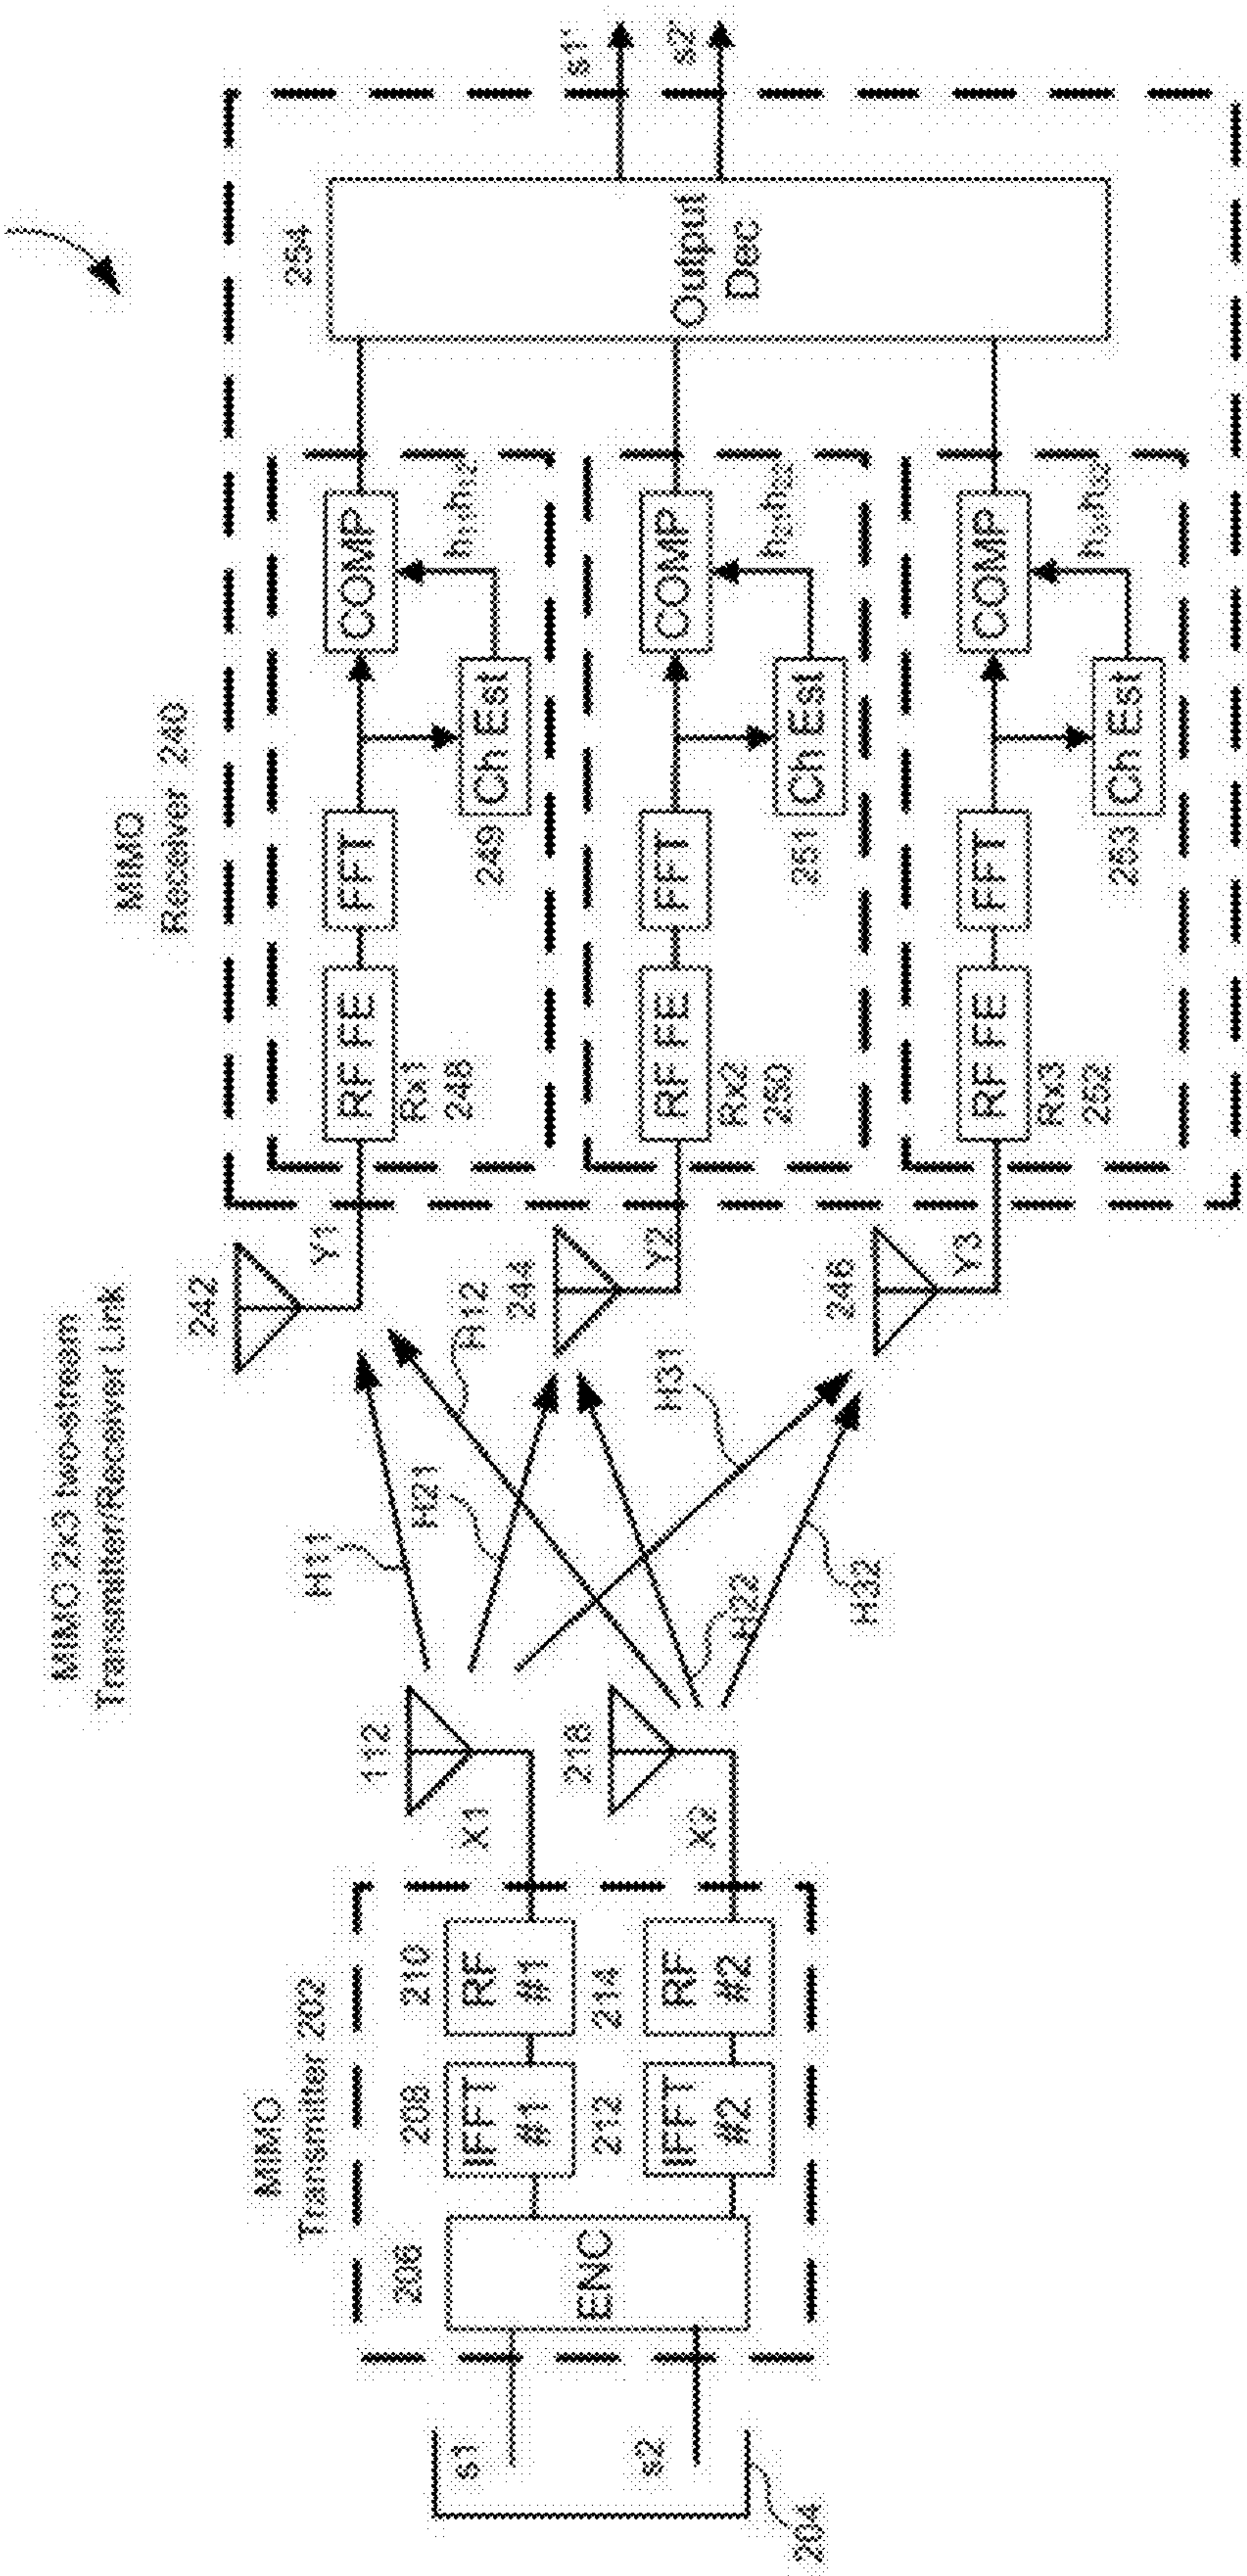 MIMO 2x3 two-stream
Transmitter/Receiver Link
MIMO
Transmitter 202
MIMO
Receiver 240
204
s1
s2
206
ENC
208
IFFT
#1
210
RF
#1
212
IFFT
#2
214
RF
#2
X1
X2
112
218
H11
H21
H12
H31
H22
H32
242
Y1
244
Y2
246
Y3
RF FE
Rx1
248
FFT
249
Ch Est
COMP
RF FE
Rx2
250
FFT
251
Ch Est
COMP
RF FE
Rx3
252
FFT
253
Ch Est
COMP
254
Output
Dec
s1'
s2'